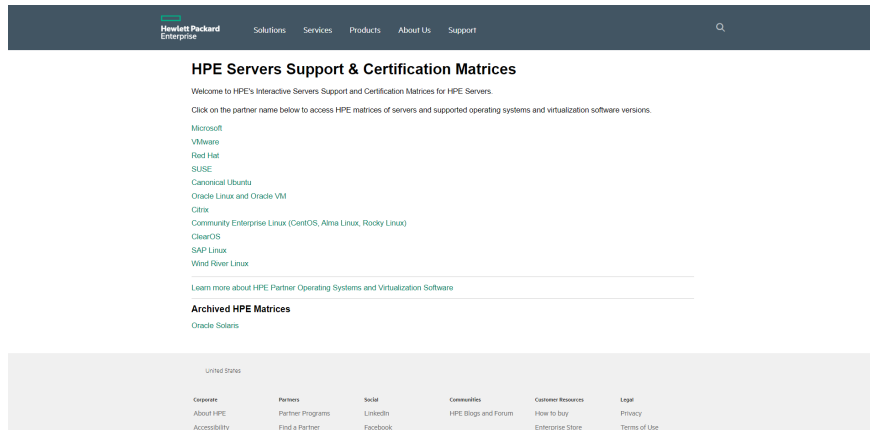 Hewlett Packard
Enterprise
Solutions Services Products About Us Support
HPE Servers Support & Certification Matrices
Welcome to HPE's Interactive Servers Support and Certification Matrices for HPE Servers.
Click on the partner name below to access HPE matrices of servers and supported operating systems and virtualization software versions.
Microsoft
VMware
Red Hat
SUSE
Canonical Ubuntu
Oracle Linux and Oracle VM
Citrix
Community Enterprise Linux (CentOS, Alma Linux, Rocky Linux)
ClearOS
SAP Linux
Wind River Linux
Learn more about HPE Partner Operating Systems and Virtualization Software
Archived HPE Matrices
Oracle Solaris
United States
Corporate Partners Social Communities Customer Resources Legal
About HPE Partner Programs LinkedIn HPE Blogs and Forum How to buy Privacy
Accessibility Find a Partner Facebook Enterprise Store Terms of Use